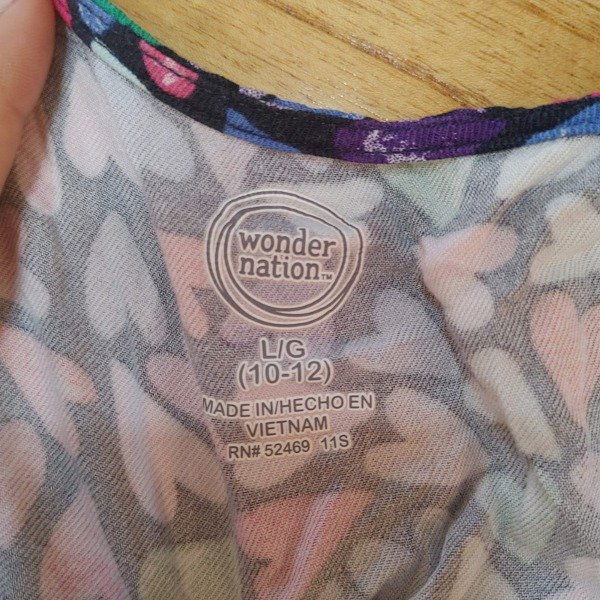 wonder
nation™
L/G
(10-12)
MADE IN/HECHO EN
VIETNAM
RN# 52469 11S